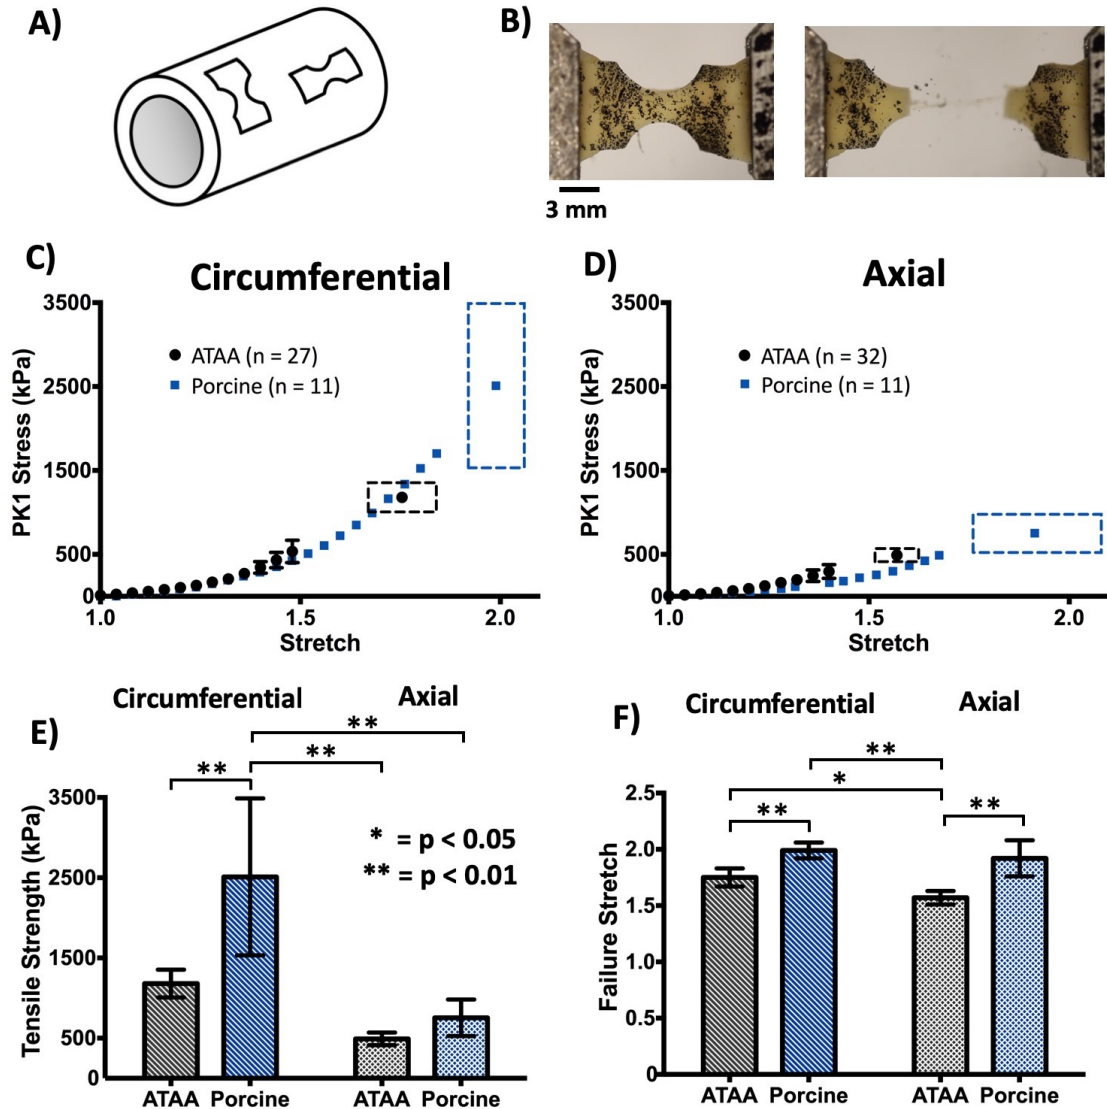 A)
B)
3 mm
C)
Circumferential
3500
2500
1500
500
0
PK1 Stress (kPa)
ATAA (n = 27)
Porcine (n = 11)
1.0
1.5
2.0
Stretch
D)
Axial
3500
2500
1500
500
0
PK1 Stress (kPa)
ATAA (n = 32)
Porcine (n = 11)
1.0
1.5
2.0
Stretch
E)
Circumferential
Axial
**
**
**
3500
2500
1500
500
0
Tensile Strength (kPa)
* = p < 0.05
** = p < 0.01
ATAA Porcine
ATAA Porcine
F)
Circumferential
Axial
**
*
**
**
2.5
2.0
1.5
1.0
0.5
0
Failure Stretch
ATAA Porcine
ATAA Porcine